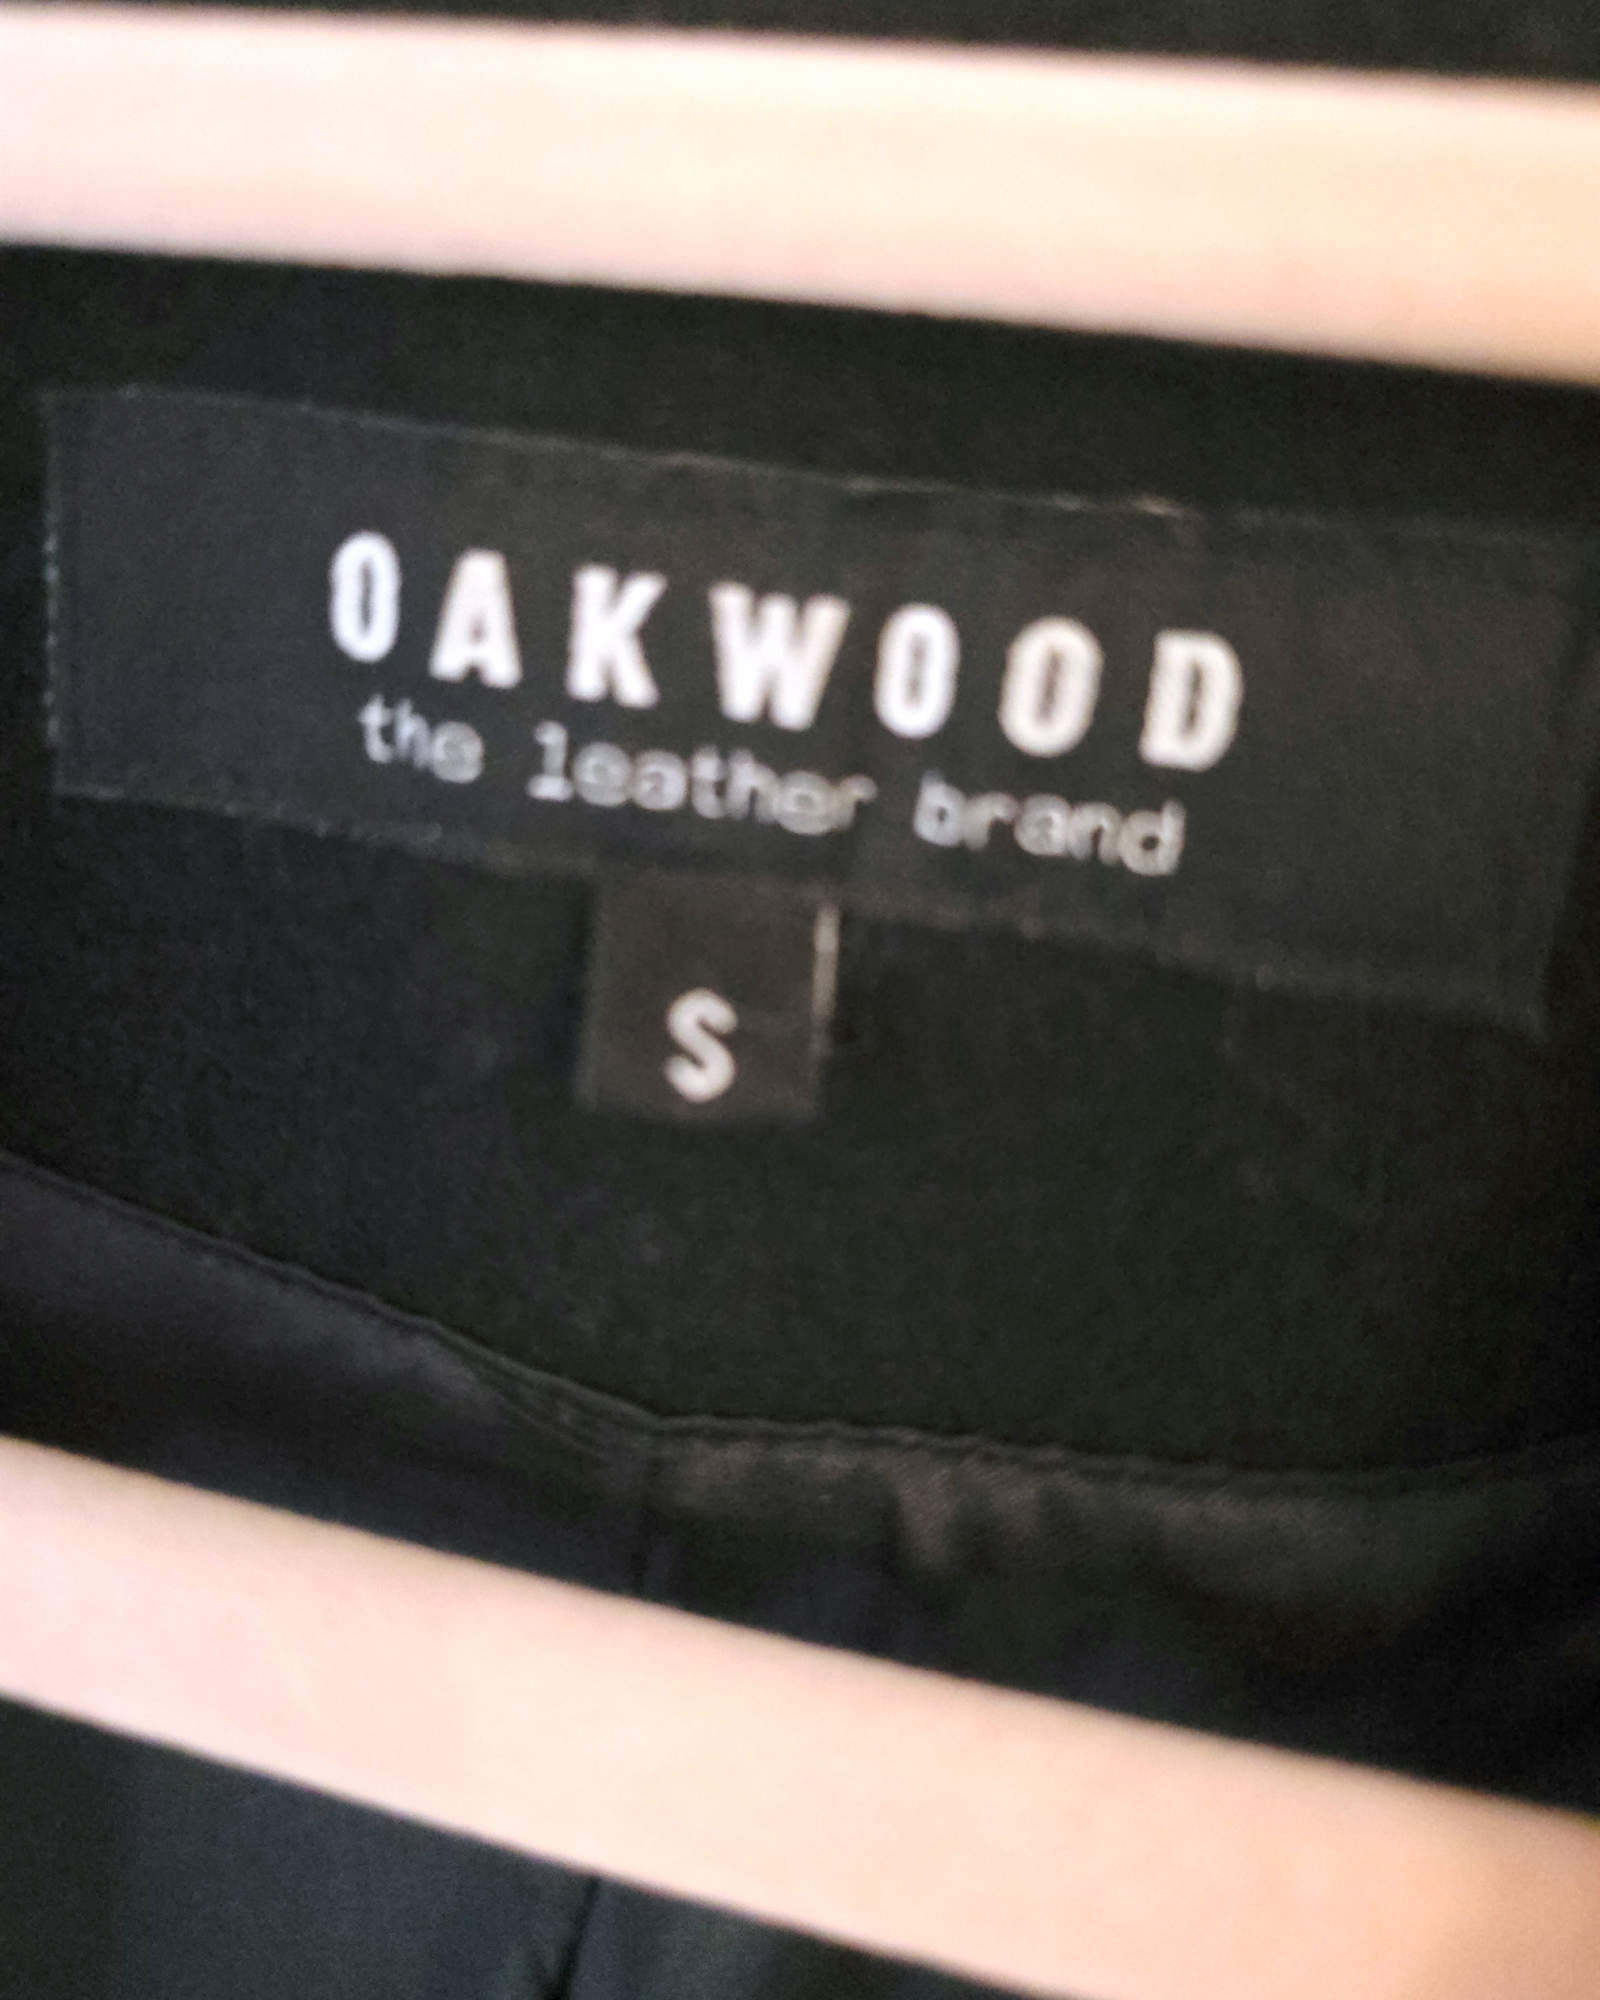 OAKWOOD
the leather brand
S